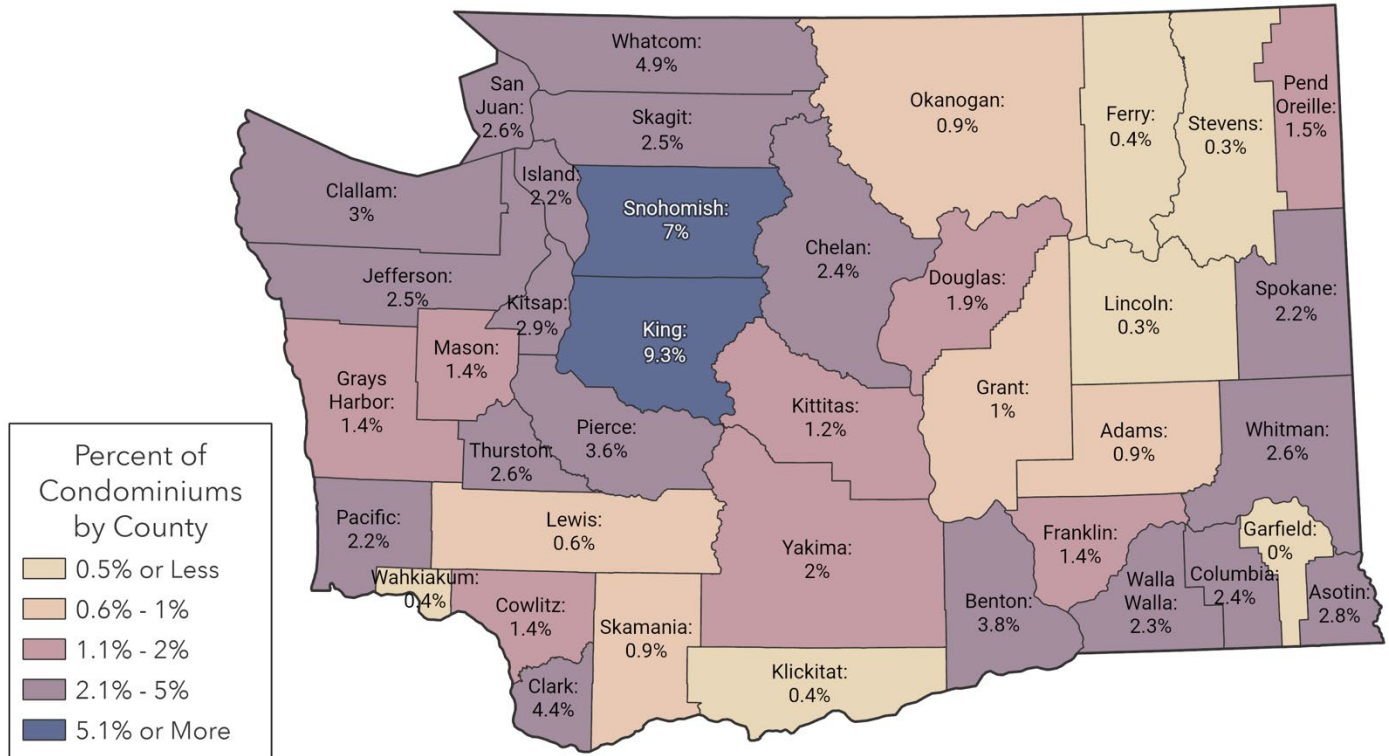 Whatcom:
4.9%
San
Juan:
2.6%
Skagit:
2.5%
Okanogan:
0.9%
Ferry:
0.4%
Stevens:
0.3%
Pend
Oreille:
1.5%
Clallam:
3%
Island:
2.2%
Snohomish:
7%
Chelan:
2.4%
Douglas:
1.9%
Lincoln:
0.3%
Spokane:
2.2%
Jefferson:
2.5%
Kitsap:
2.9%
King:
9.3%
Mason:
1.4%
Grays
Harbor:
1.4%
Kittitas:
1.2%
Grant:
1%
Adams:
0.9%
Whitman:
2.6%
Thurston:
2.6%
Pierce:
3.6%
Pacific:
2.2%
Lewis:
0.6%
Yakima:
2%
Franklin:
1.4%
Garfield:
0%
Wahkiakum:
0.4%
Cowlitz:
1.4%
Skamania:
0.9%
Benton:
3.8%
Walla
Walla:
2.3%
Columbia:
2.4%
Asotin:
2.8%
Clark:
4.4%
Klickitat:
0.4%
Percent of
Condominiums
by County
0.5% or Less
0.6% - 1%
1.1% - 2%
2.1% - 5%
5.1% or More